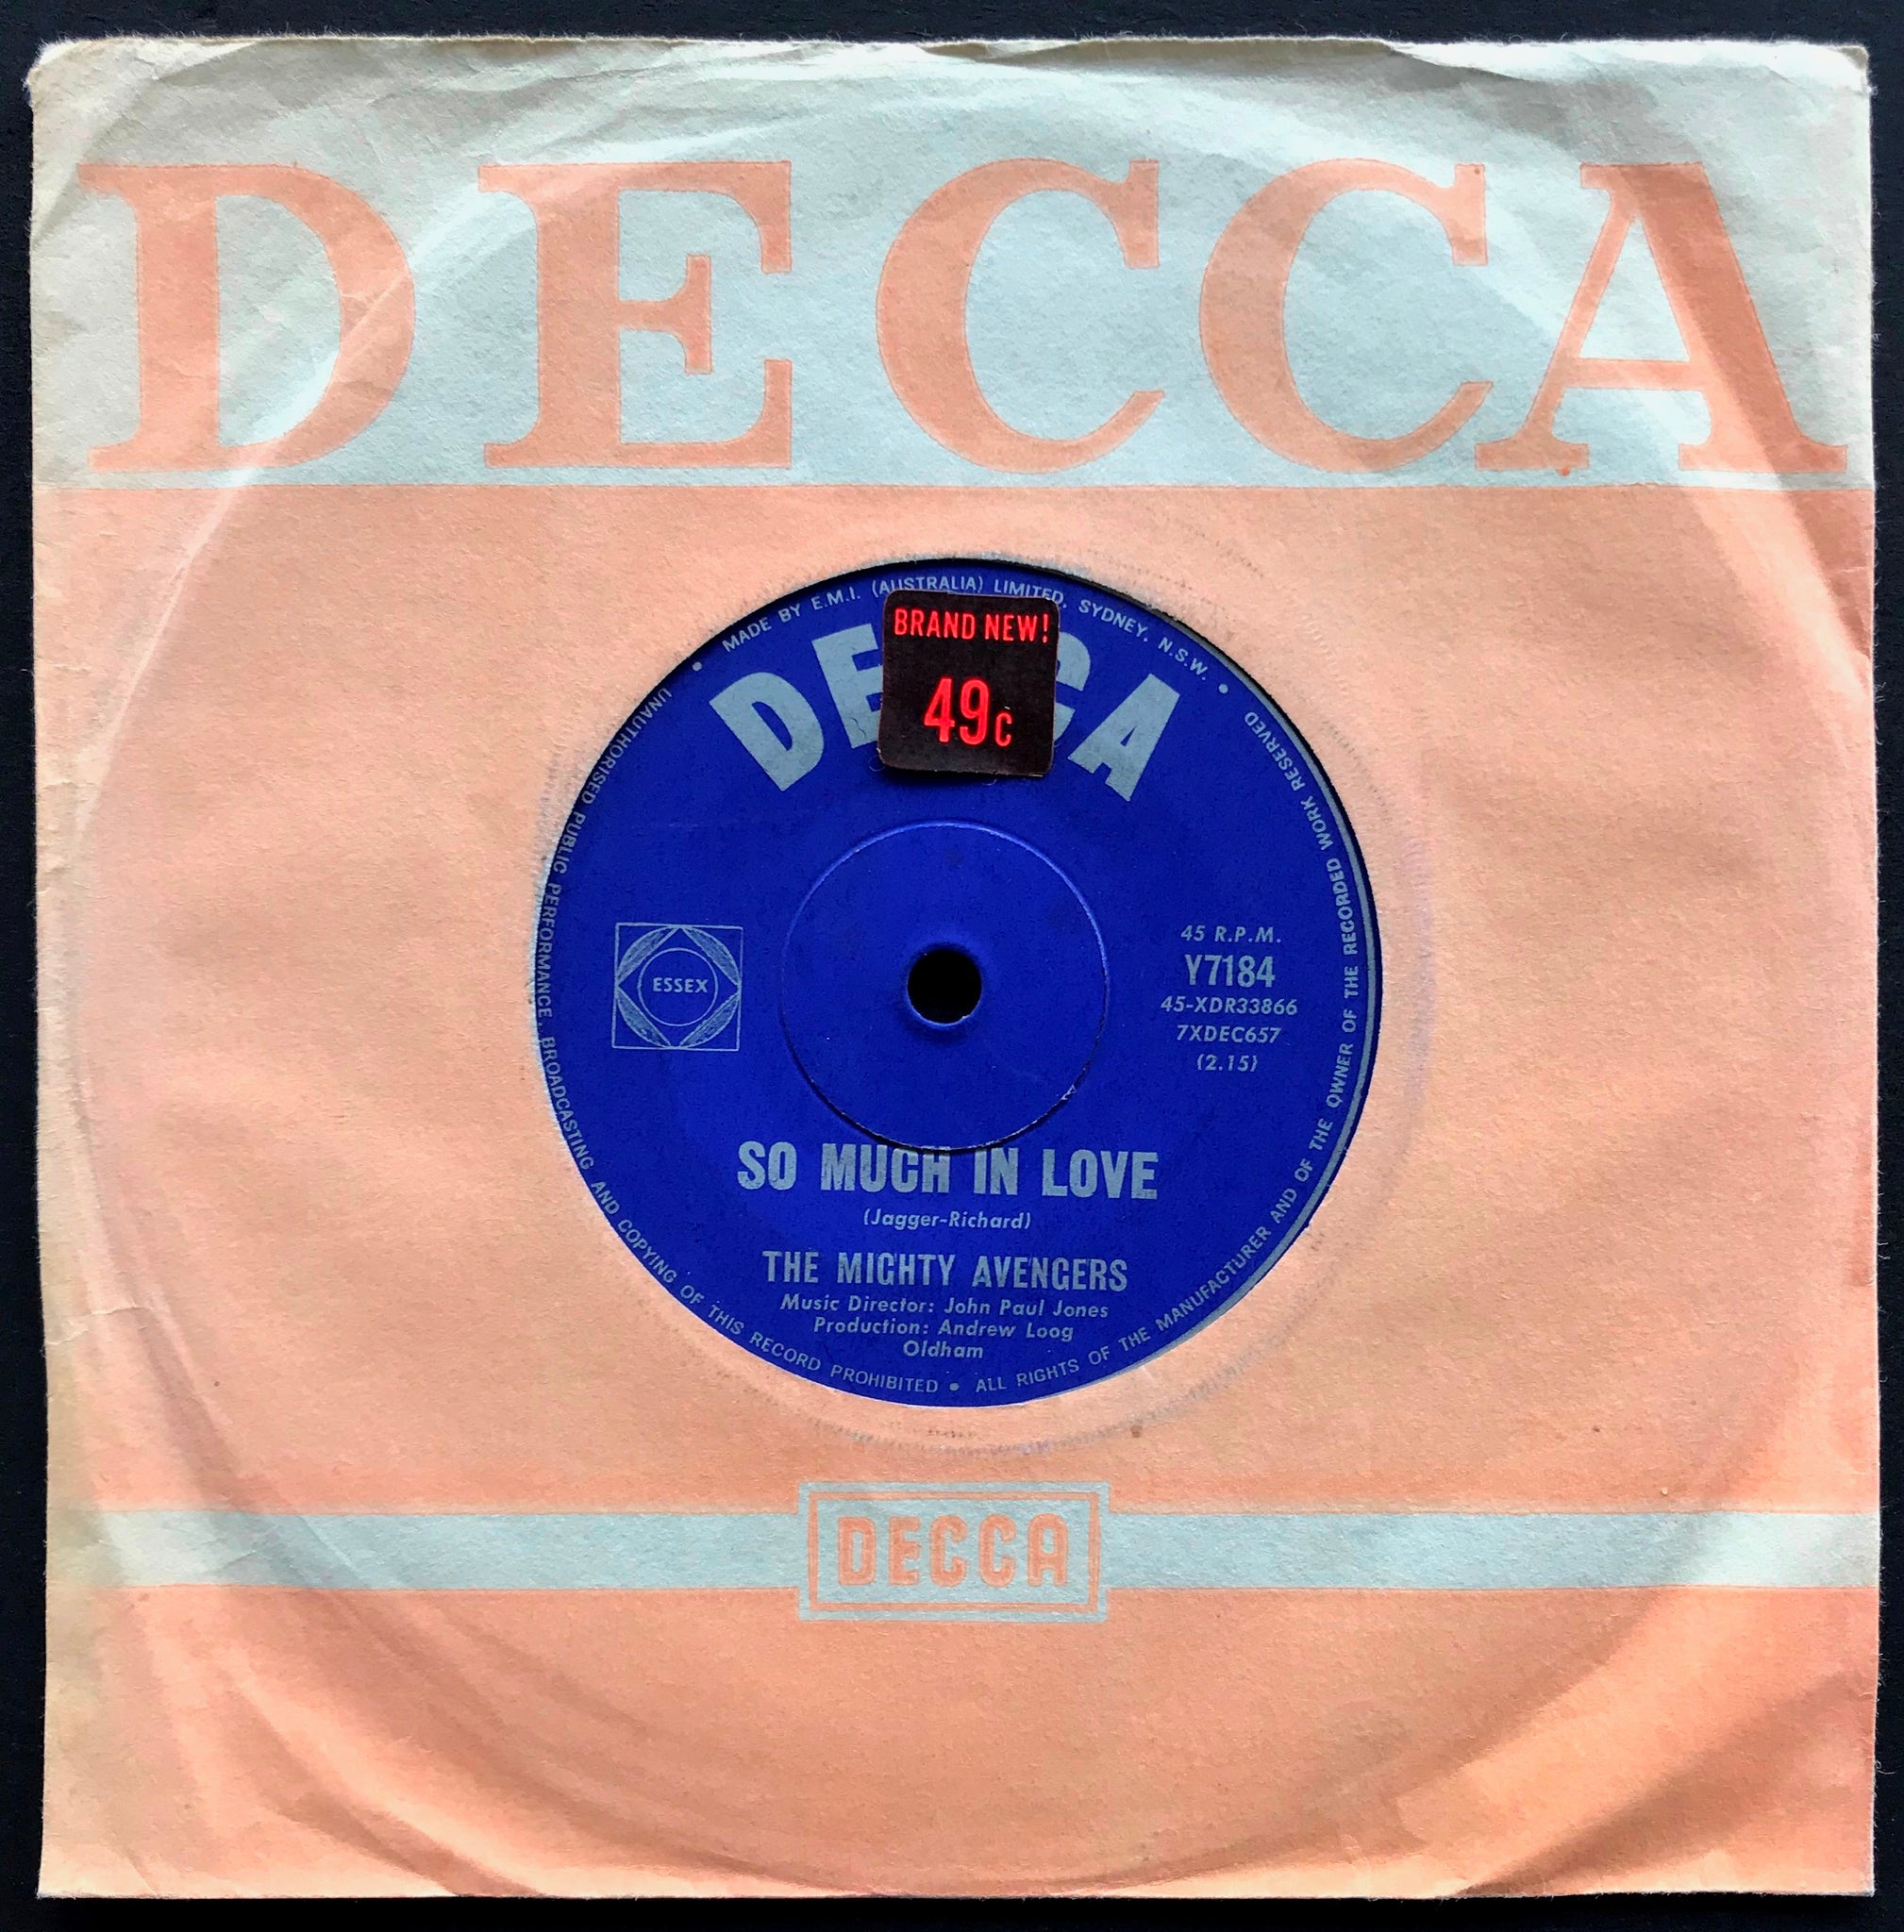 DECCA
MADE BY E.M.I. (AUSTRALIA) LIMITED, SYDNEY, N.S.W.
BRAND NEW!
49c
DECCA
ESSEX
45 R.P.M.
Y7184
45-XDR33866
7XDEC657
(2.15)
SO MUCH IN LOVE
(Jagger-Richard)
THE MIGHTY AVENGERS
Music Director: John Paul Jones
Production: Andrew Loog
Oldham
ALL RIGHTS OF THE MANUFACTURER AND OF THE OWNER OF THE RECORDED WORK RESERVED
UNAUTHORISED PUBLIC PERFORMANCE, BROADCASTING AND COPYING OF THIS RECORD PROHIBITED
DECCA